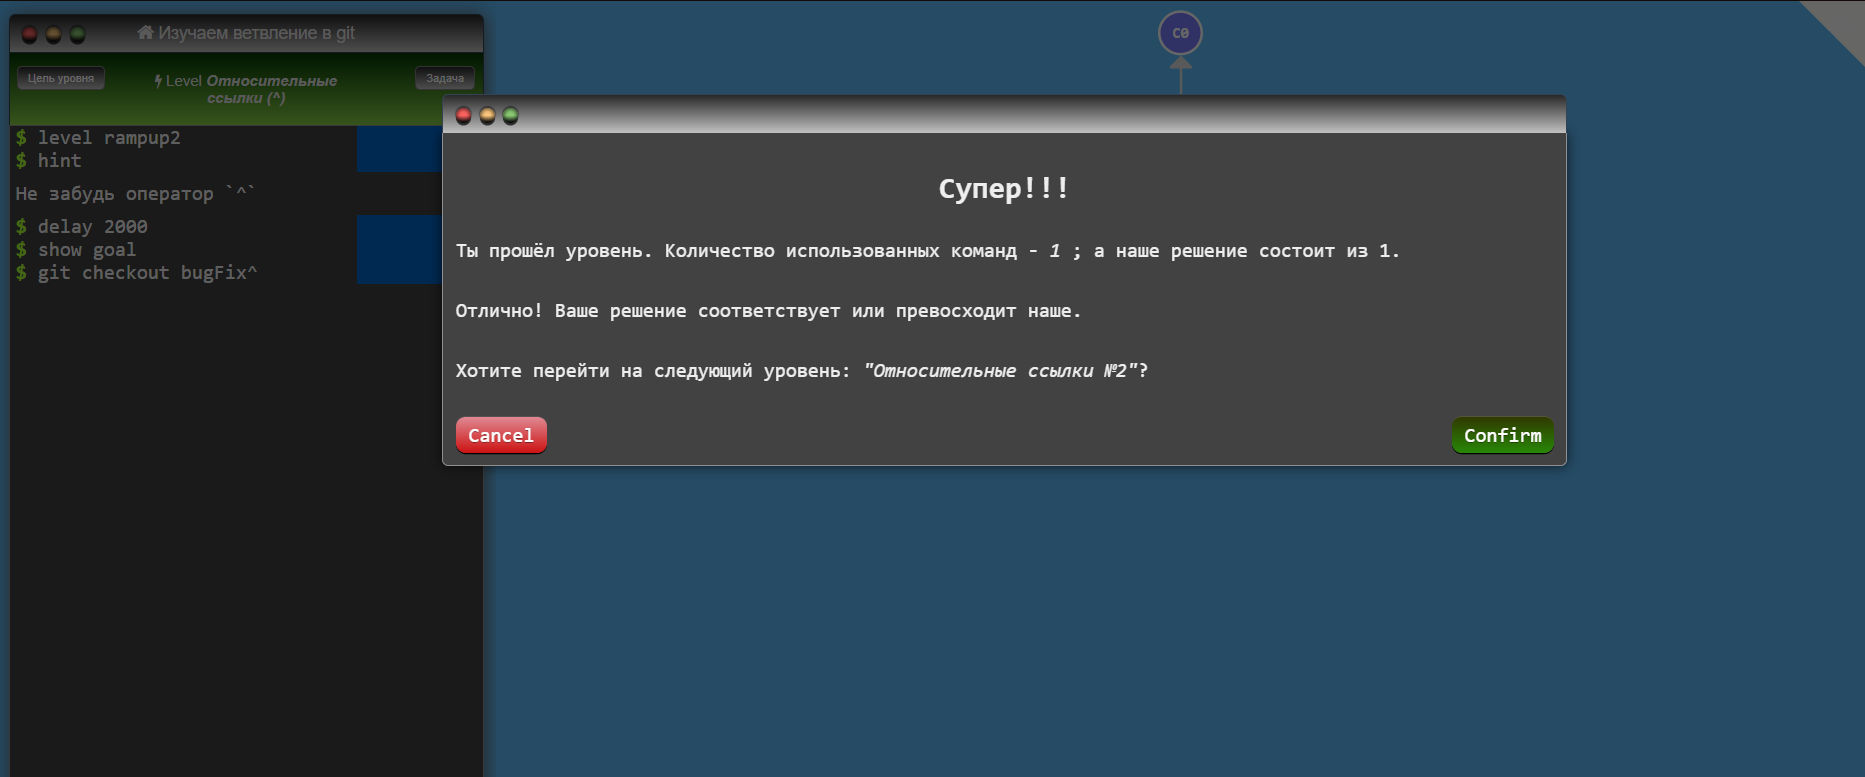 Изучаем ветвление в git
Цель уровня
Level Относительные
ссылки (^)
Задача
$ level rampup2
$ hint
Не забудь оператор `^`
$ delay 2000
$ show goal
$ git checkout bugFix^
C0
Супер!!!
Ты прошёл уровень. Количество использованных команд - 1 ; а наше решение состоит из 1.
Отлично! Ваше решение соответствует или превосходит наше.
Хотите перейти на следующий уровень: "Относительные ссылки №2"?
Cancel
Confirm